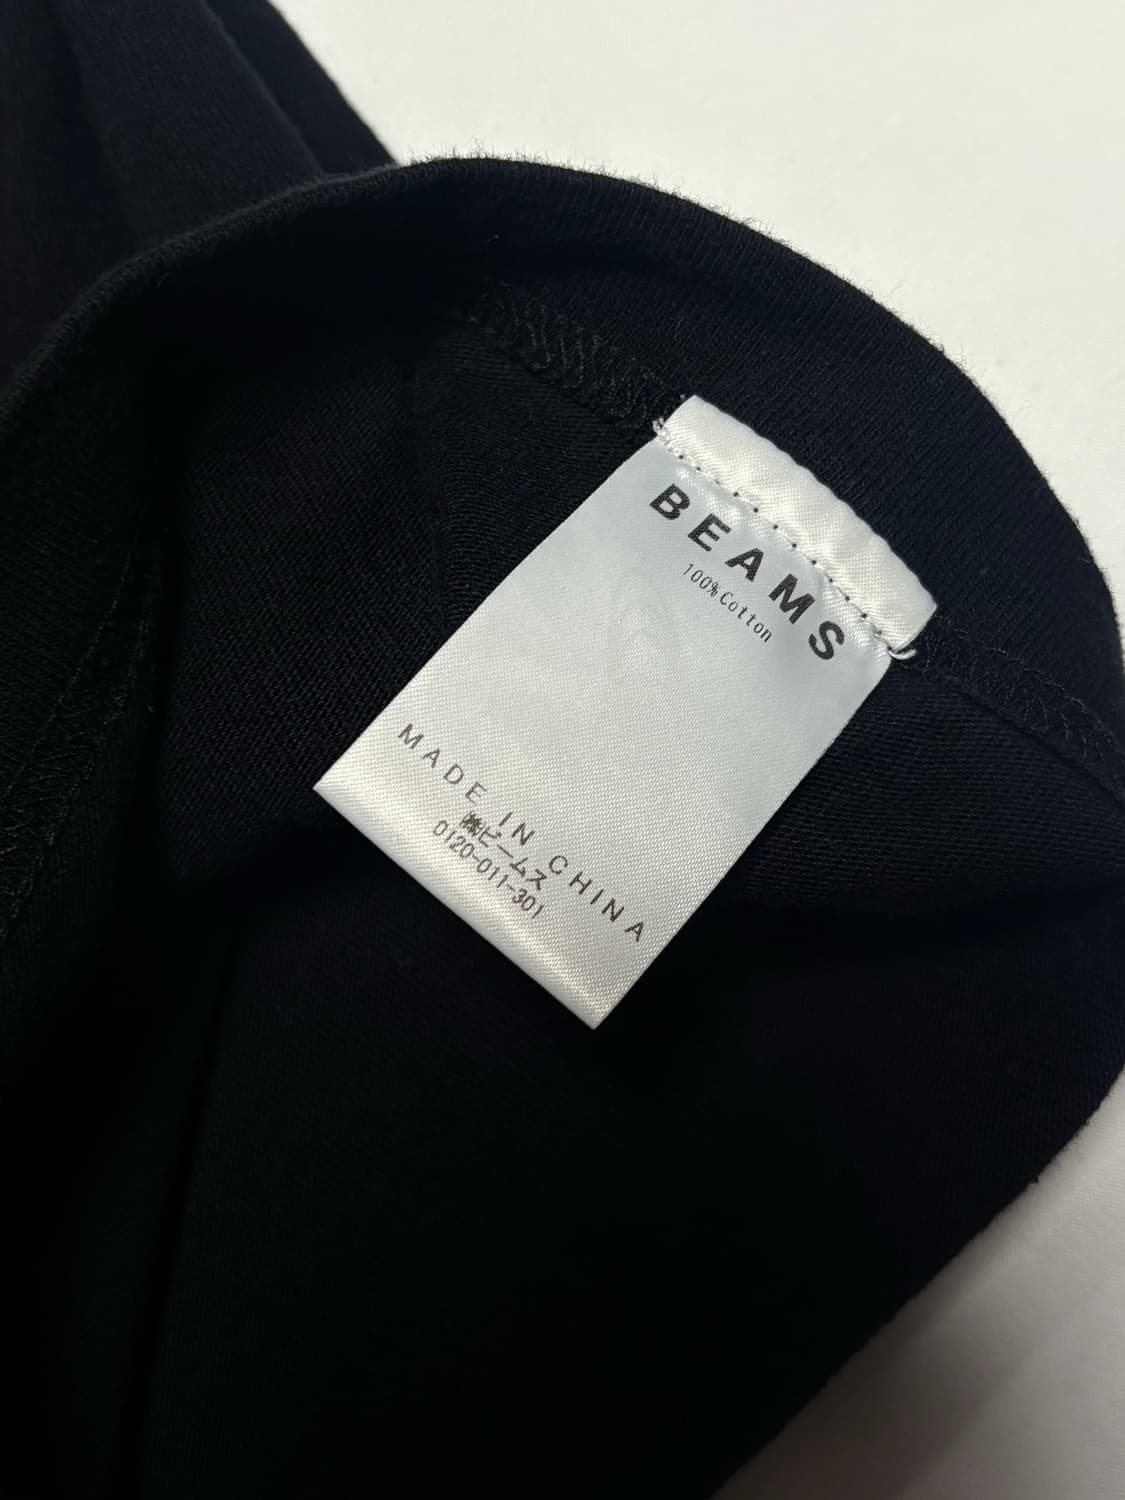 BEAMS
100%Cotton
MADE IN CHINA
㈱ビームス
0120-011-301